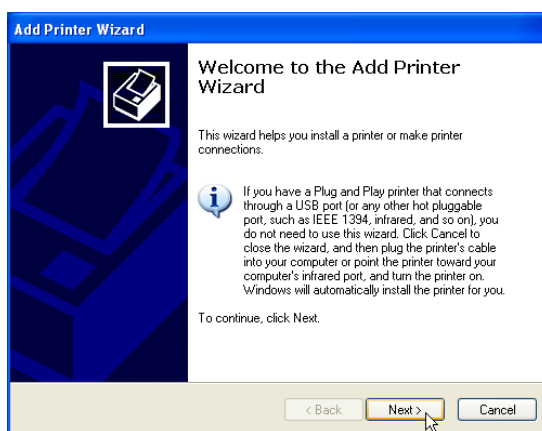 Add Printer Wizard
Welcome to the Add Printer
Wizard
This wizard helps you install a printer or make printer
connections.
If you have a Plug and Play printer that connects
through a USB port (or any other hot pluggable
port, such as IEEE 1394, infrared, and so on), you
do not need to use this wizard. Click Cancel to
close the wizard, and then plug the printer's cable
into your computer or point the printer toward your
computer's infrared port, and turn the printer on.
Windows will automatically install the printer for you.
To continue, click Next.
< Back Next > Cancel